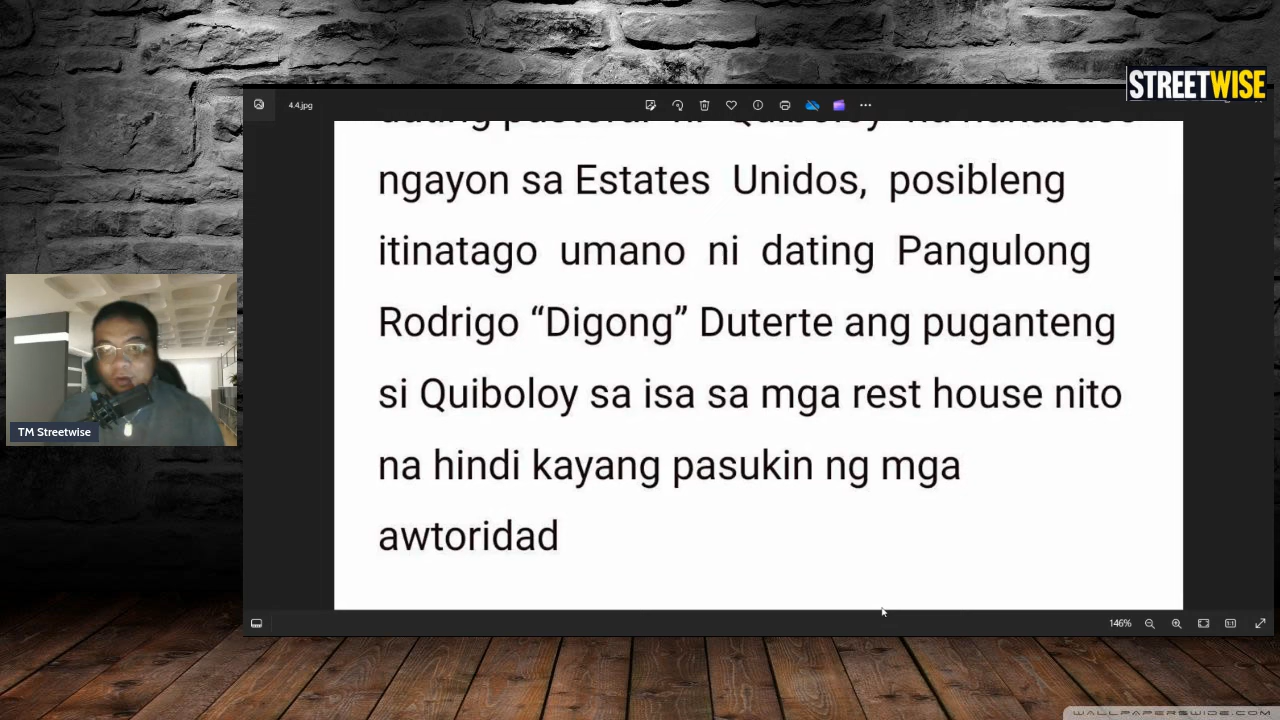 STREETWISE
4.4.jpg
ngayon sa Estates Unidos, posibleng
itinatago umano ni dating Pangulong
Rodrigo “Digong” Duterte ang puganteng
si Quiboloy sa isa sa mga rest house nito
na hindi kayang pasukin ng mga
awtoridad
TM Streetwise
146%
WALLPAPERSWIDE.COM